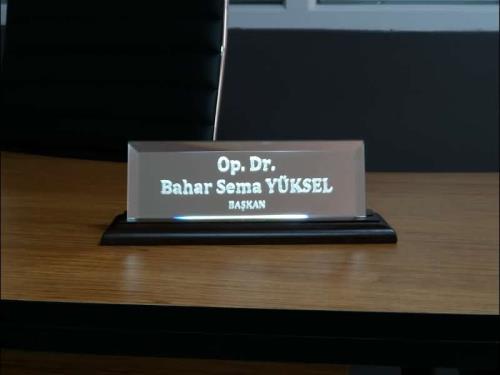 Op. Dr.
Bahar Sema YÜKSEL
BAŞKAN